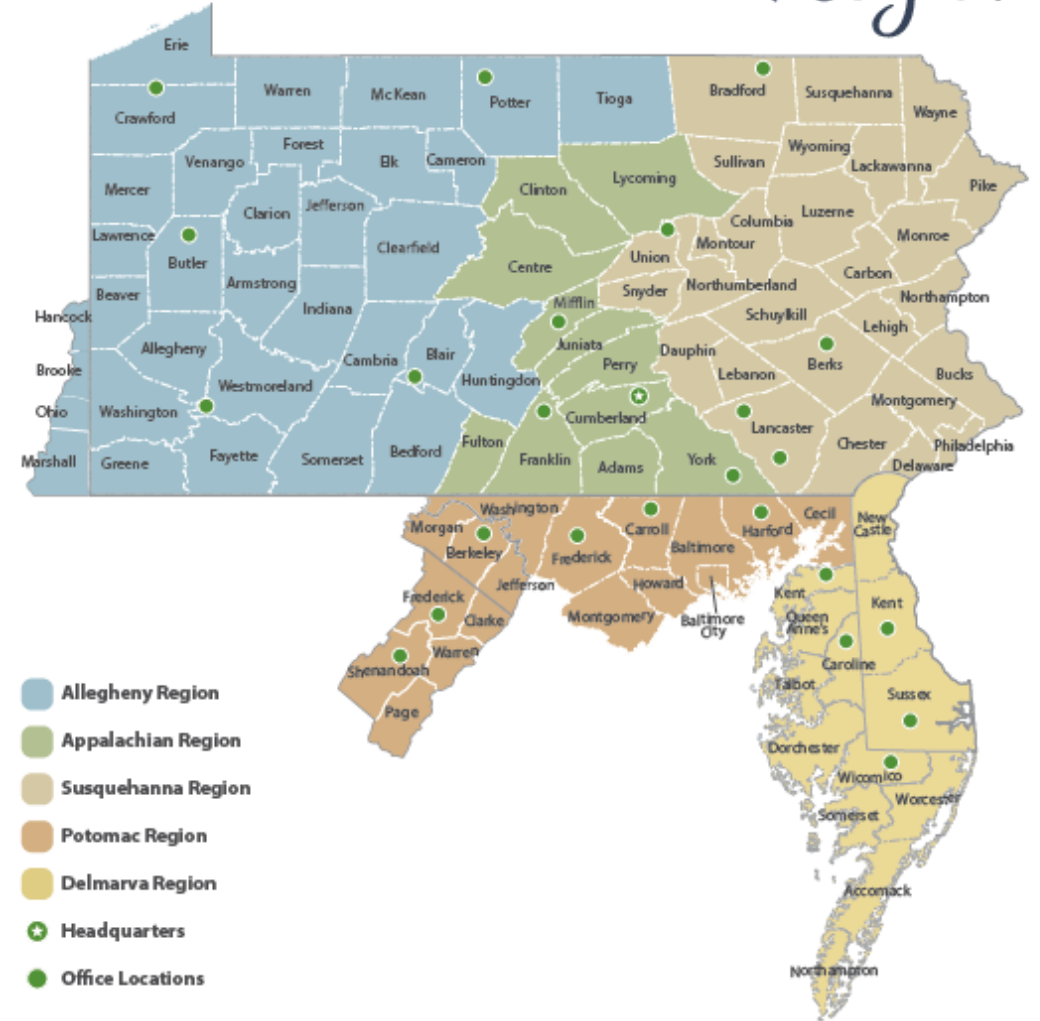 Erie
Crawford
Warren
McKean
Potter
Tioga
Bradford
Susquehanna
Wayne
Forest
Venango
Elk
Cameron
Sullivan
Wyoming
Lackawanna
Pike
Mercer
Clarion
Jefferson
Clinton
Lycoming
Columbia
Luzerne
Lawrence
Butler
Clearfield
Montour
Monroe
Centre
Union
Armstrong
Carbon
Beaver
Indiana
Snyder
Northumberland
Northampton
Hancock
Mifflin
Schuylkill
Lehigh
Allegheny
Juniata
Dauphin
Brooke
Cambria
Blair
Perry
Berks
Westmoreland
Huntingdon
Lebanon
Bucks
Ohio
Washington
Cumberland
Montgomery
Lancaster
Marshall
Greene
Fayette
Somerset
Bedford
Fulton
Franklin
Adams
York
Chester
Philadelphia
Delaware
Washington
Morgan
Berkeley
Frederick
Carroll
Baltimore
Harford
Cecil
New
Castle
Jefferson
Howard
Frederick
Clarke
Montgomery
Baltimore
City
Kent
Kent
Queen
Anne's
Warren
Shenandoah
Caroline
Page
Talbot
Sussex
Dorchester
Wicomico
Worcester
Somerset
Accomack
Northampton
Allegheny Region
Appalachian Region
Susquehanna Region
Potomac Region
Delmarva Region
Headquarters
Office Locations